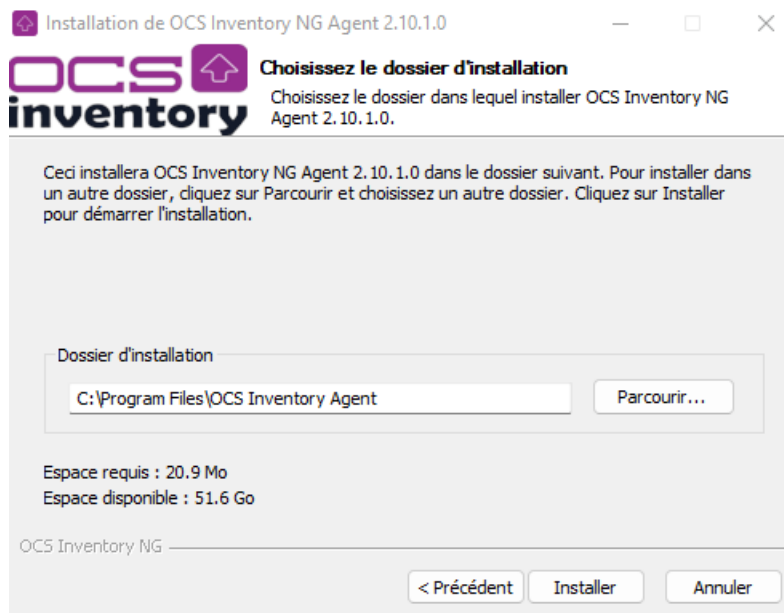 Installation de OCS Inventory NG Agent 2.10.1.0
OCS
inventory
Choisissez le dossier d'installation
Choisissez le dossier dans lequel installer OCS Inventory NG
Agent 2.10.1.0.
Ceci installera OCS Inventory NG Agent 2.10.1.0 dans le dossier suivant. Pour installer dans
un autre dossier, cliquez sur Parcourir et choisissez un autre dossier. Cliquez sur Installer
pour démarrer l'installation.
Dossier d'installation
C:\Program Files\OCS Inventory Agent
Parcourir...
Espace requis : 20.9 Mo
Espace disponible : 51.6 Go
OCS Inventory NG
< Précédent
Installer
Annuler